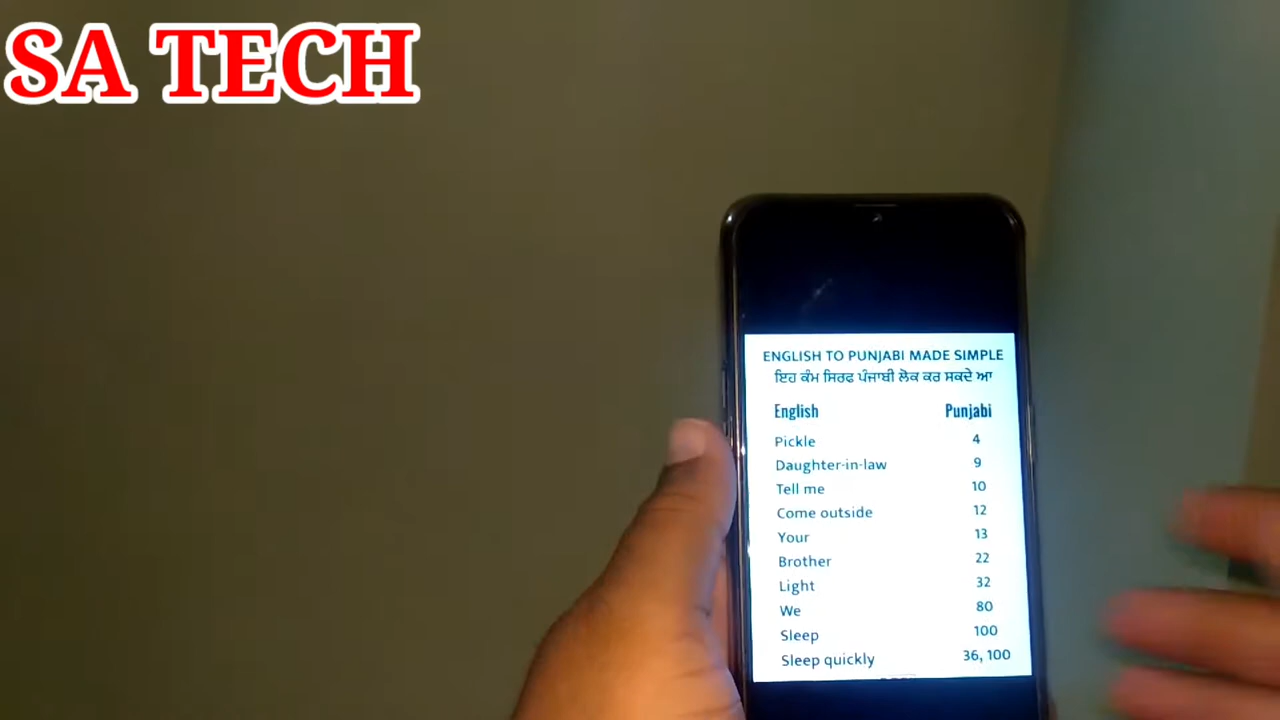 SA TECH
ENGLISH TO PUNJABI MADE SIMPLE
ਇਹ ਕੰਮ ਸਿਰਫ ਪੰਜਾਬੀ ਲੋਕ ਕਰ ਸਕਦੇ ਆ
English Punjabi
Pickle 4
Daughter-in-law 9
Tell me 10
Come outside 12
Your 13
Brother 22
Light 32
We 80
Sleep 100
Sleep quickly 36, 100